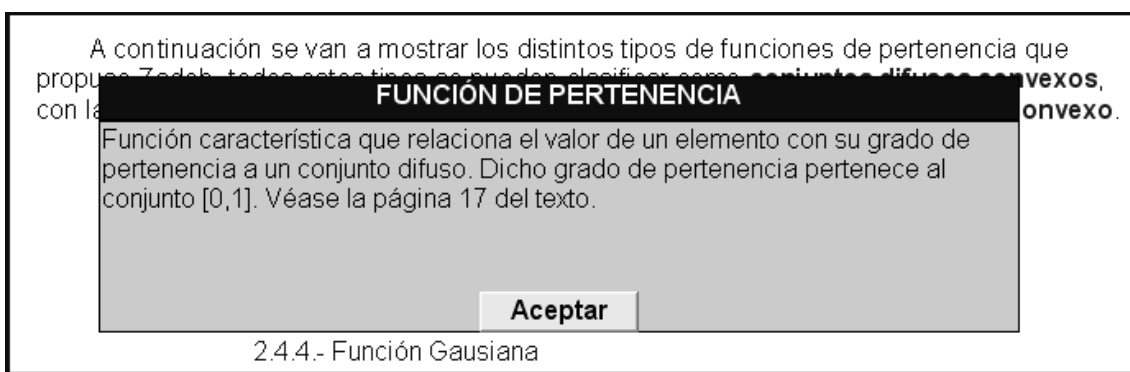 A continuación se van a mostrar los distintos tipos de funciones de pertenencia que
vexos,
con
onvexo.
FUNCIÓN DE PERTENENCIA
Función característica que relaciona el valor de un elemento con su grado de
pertenencia a un conjunto difuso. Dicho grado de pertenencia pertenece al
conjunto [0,1]. Véase la página 17 del texto.
Aceptar
2.4.4.- Función Gausiana